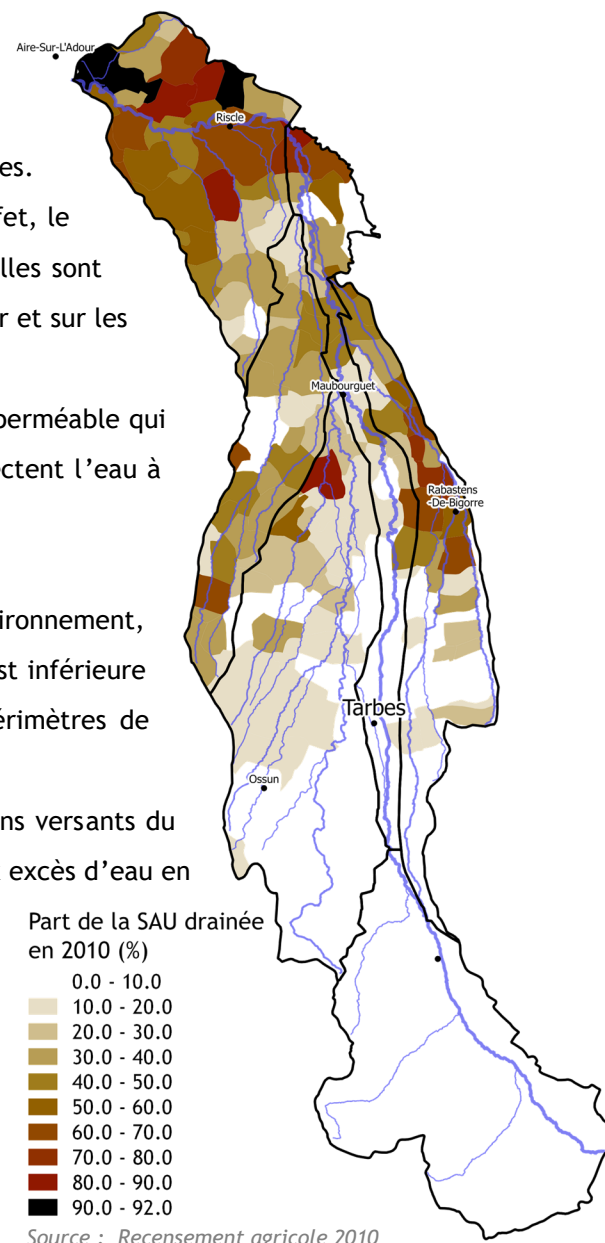 Aire-Sur-L'Adour
Riscle
es.
fet, le
lles sont
r et sur les
Maubourguet
perméable qui
ectent l’eau à
Rabastens
-De-Bigorre
ironnement,
st inférieure
érimètres de
Tarbes
Ossun
ns versants du
excès d’eau en
Part de la SAU drainée
en 2010 (%)
0.0 - 10.0
10.0 - 20.0
20.0 - 30.0
30.0 - 40.0
40.0 - 50.0
50.0 - 60.0
60.0 - 70.0
70.0 - 80.0
80.0 - 90.0
90.0 - 92.0
Source : Recensement agricole 2010